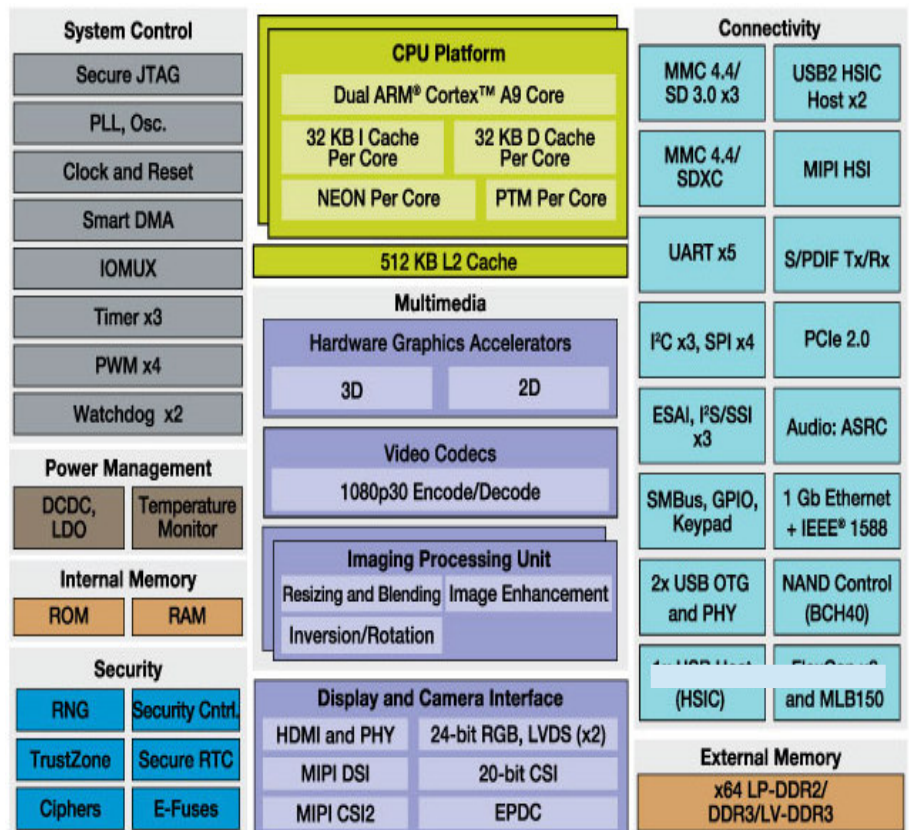 System Control
Secure JTAG
PLL, Osc.
Clock and Reset
Smart DMA
IOMUX
Timer x3
PWM x4
Watchdog x2
Power Management
DCDC,
LDO
Temperature
Monitor
Internal Memory
ROM
RAM
Security
RNG
Security Cntrl.
TrustZone
Secure RTC
Ciphers
E-Fuses
CPU Platform
Dual ARM® Cortex™ A9 Core
32 KB I Cache
Per Core
32 KB D Cache
Per Core
NEON Per Core
PTM Per Core
512 KB L2 Cache
Multimedia
Hardware Graphics Accelerators
3D
2D
Video Codecs
1080p30 Encode/Decode
Imaging Processing Unit
Resizing and Blending
Image Enhancement
Inversion/Rotation
Display and Camera Interface
HDMI and PHY
24-bit RGB, LVDS (x2)
MIPI DSI
20-bit CSI
MIPI CSI2
EPDC
Connectivity
MMC 4.4/
SD 3.0 x3
USB2 HSIC
Host x2
MMC 4.4/
SDXC
MIPI HSI
UART x5
S/PDIF Tx/Rx
I²C x3, SPI x4
PCIe 2.0
ESAI, I²S/SSI
x3
Audio: ASRC
SMBus, GPIO,
Keypad
1 Gb Ethernet
+ IEEE® 1588
2x USB OTG
and PHY
NAND Control
(BCH40)
(HSIC)
and MLB150
External Memory
x64 LP-DDR2/
DDR3/LV-DDR3